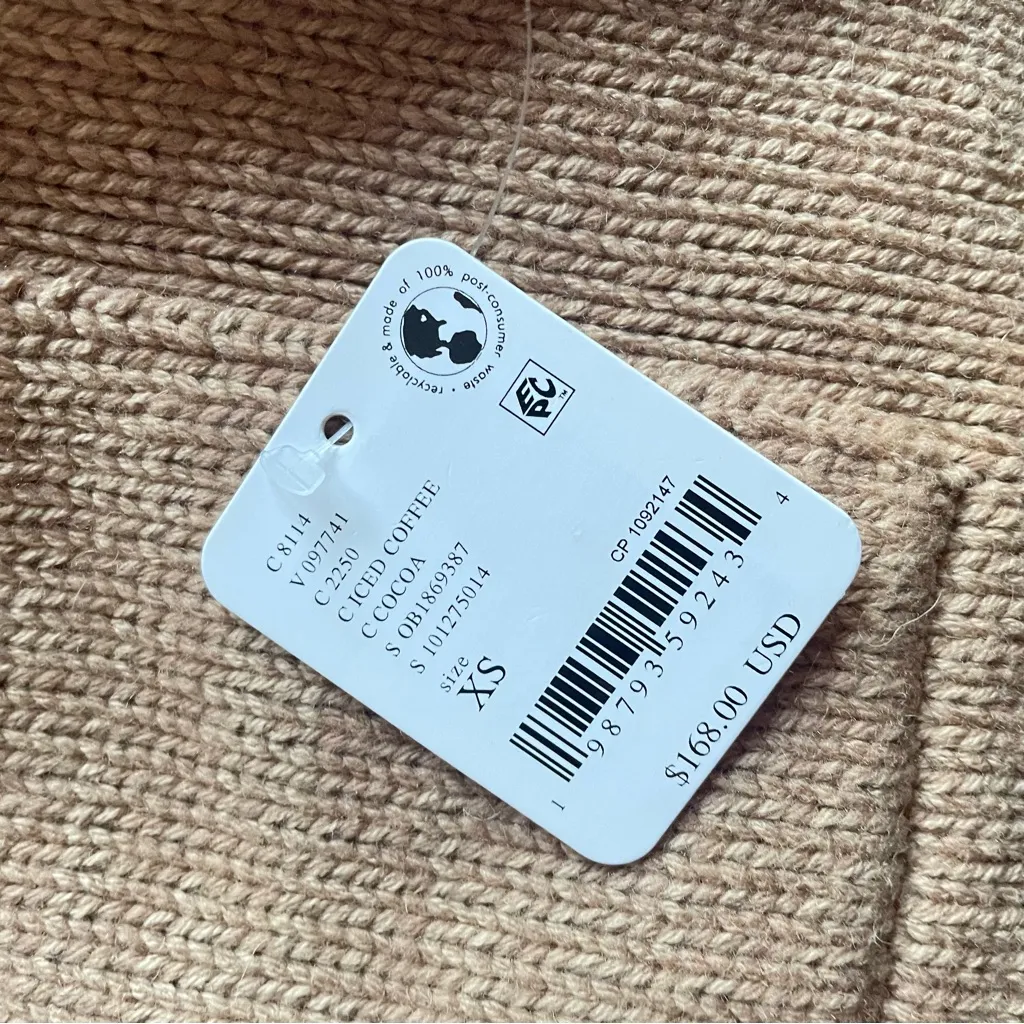 recyclable & made of 100% post-consumer waste •
EPC™
C 8114
V 097741
C 2250
C ICED COFFEE
C COCOA
S OB1869387
S 101275014
size
XS
CP 1092147
1 98793 59243 4
$168.00 USD